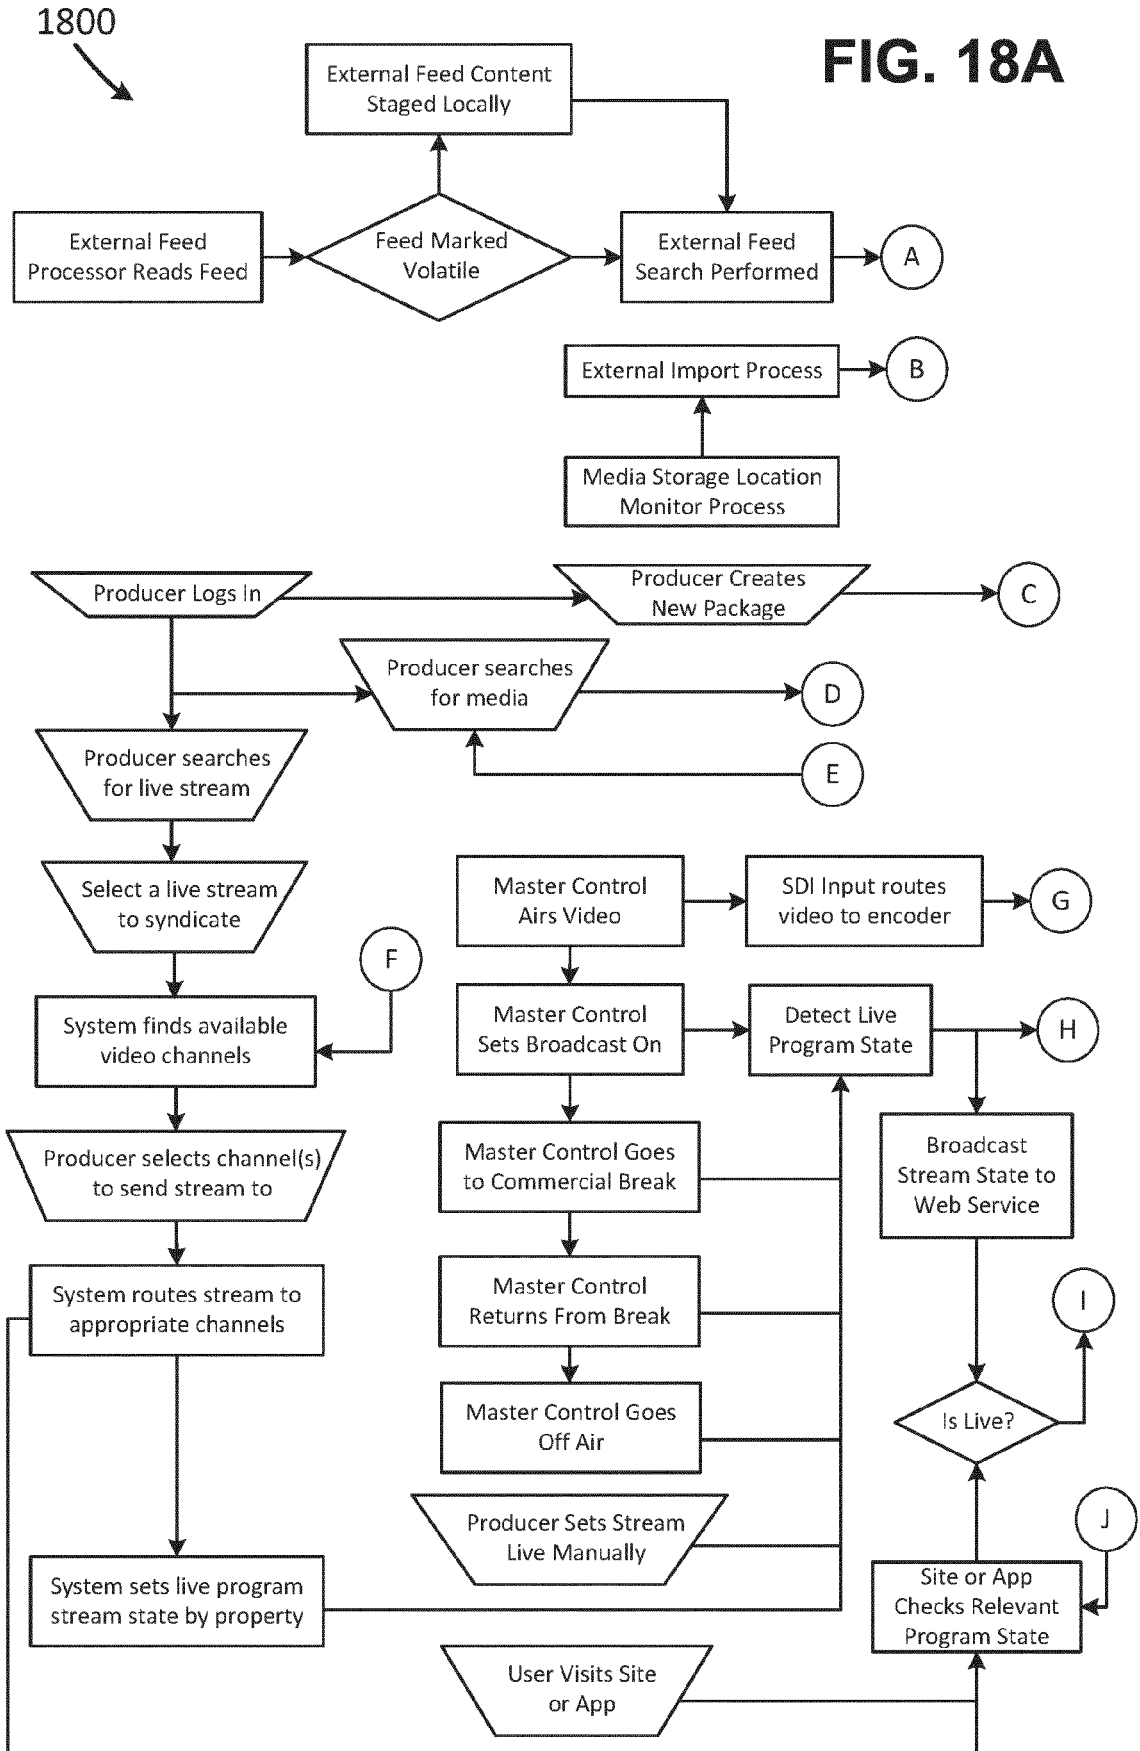 1800
FIG. 18A
External Feed Content
Staged Locally
External Feed
Processor Reads Feed
Feed Marked
Volatile
External Feed
Search Performed
A
External Import Process
B
Media Storage Location
Monitor Process
Producer Logs In
Producer Creates
New Package
C
Producer searches
for media
D
Producer searches
for live stream
E
Select a live stream
to syndicate
Master Control
Airs Video
SDI Input routes
video to encoder
G
F
System finds available
video channels
Master Control
Sets Broadcast On
Detect Live
Program State
H
Producer selects channel(s)
to send stream to
Master Control Goes
to Commercial Break
Broadcast
Stream State to
Web Service
System routes stream to
appropriate channels
Master Control
Returns From Break
I
Master Control Goes
Off Air
Is Live?
Producer Sets Stream
Live Manually
J
System sets live program
stream state by property
Site or App
Checks Relevant
Program State
User Visits Site
or App